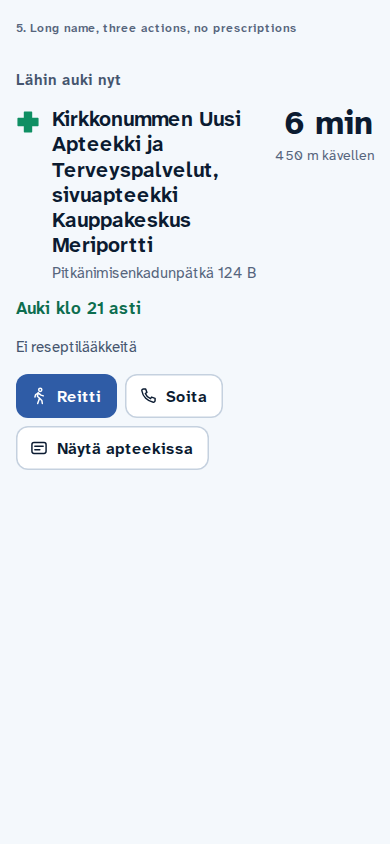 5. Long name, three actions, no prescriptions
Lähin auki nyt
Kirkkonummen Uusi
Apteekki ja
Terveyspalvelut,
sivuapteekki
Kauppakeskus
Meriportti
6 min
450 m kävellen
Pitkänimisenkadunpätkä 124 B
Auki klo 21 asti
Ei reseptilääkkeitä
Reitti
Soita
Näytä apteekissa